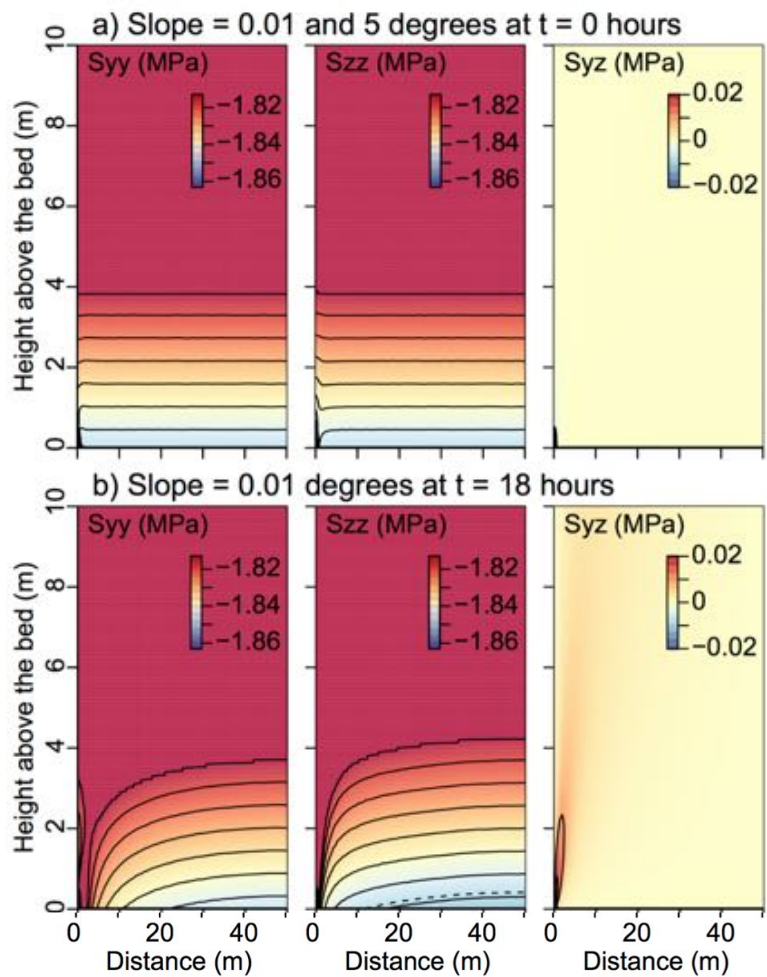 a) Slope = 0.01 and 5 degrees at t = 0 hours
Syy (MPa)
Szz (MPa)
Syz (MPa)
−1.82
−1.84
−1.86
−1.82
−1.84
−1.86
0.02
0
−0.02
Height above the bed (m)
10
8
6
4
2
0
b) Slope = 0.01 degrees at t = 18 hours
Syy (MPa)
Szz (MPa)
Syz (MPa)
−1.82
−1.84
−1.86
−1.82
−1.84
−1.86
0.02
0
−0.02
Height above the bed (m)
10
8
6
4
2
0
0 20 40
0 20 40
0 20 40
Distance (m)
Distance (m)
Distance (m)